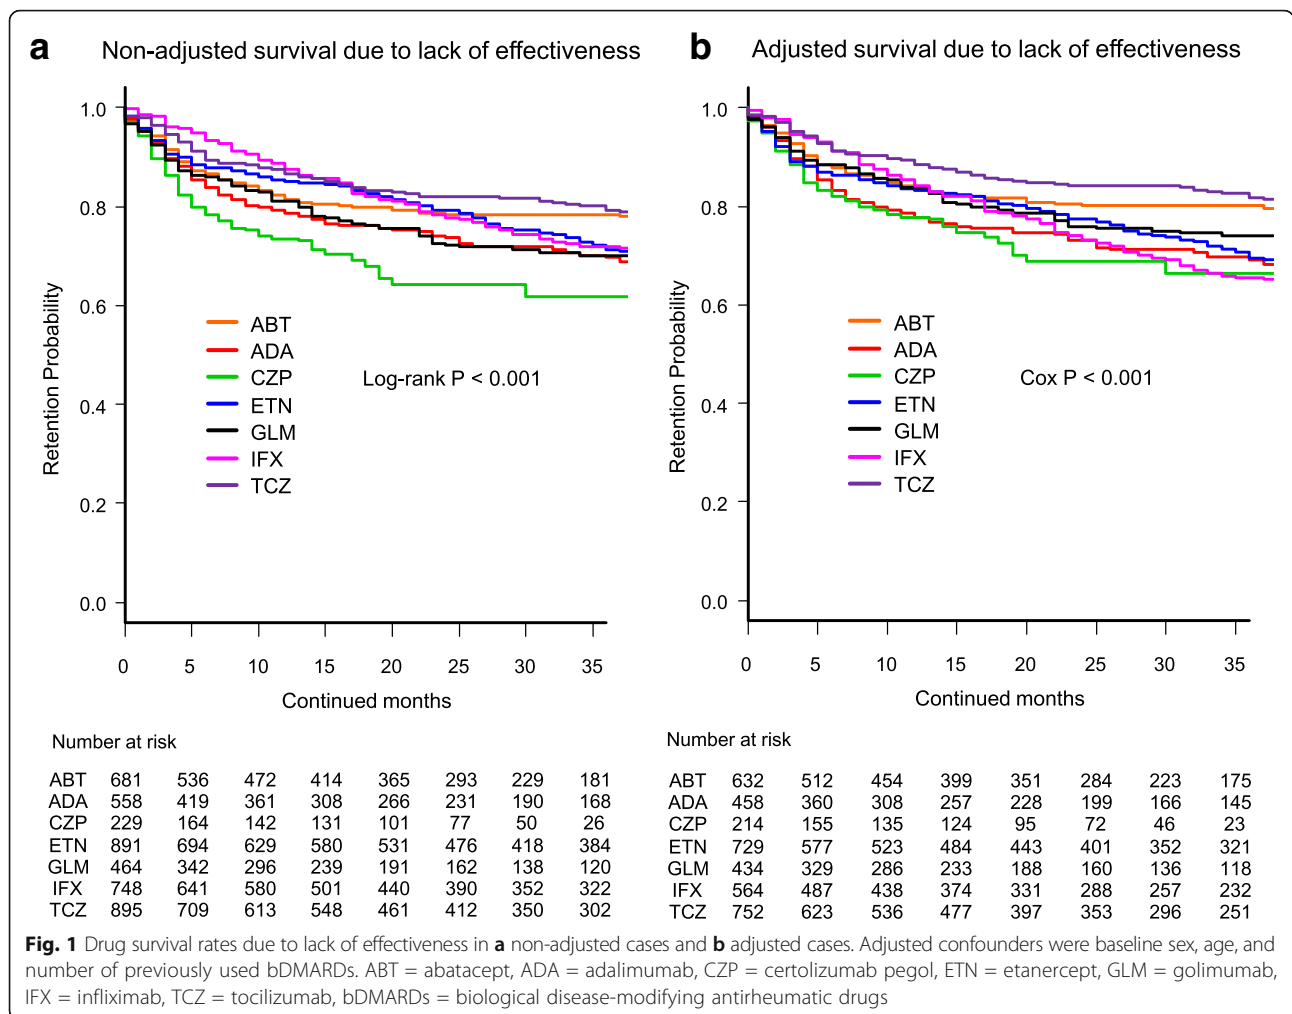 a Non-adjusted survival due to lack of effectiveness
1.0
0.8
0.6
0.4
0.2
0.0
Retention Probability
ABT
ADA
CZP
ETN
GLM
IFX
TCZ
Log-rank P < 0.001
0 5 10 15 20 25 30 35
Continued months
Number at risk
ABT 681 536 472 414 365 293 229 181
ADA 558 419 361 308 266 231 190 168
CZP 229 164 142 131 101 77 50 26
ETN 891 694 629 580 531 476 418 384
GLM 464 342 296 239 191 162 138 120
IFX 748 641 580 501 440 390 352 322
TCZ 895 709 613 548 461 412 350 302
b Adjusted survival due to lack of effectiveness
1.0
0.8
0.6
0.4
0.2
0.0
Retention Probability
ABT
ADA
CZP
ETN
GLM
IFX
TCZ
Cox P < 0.001
0 5 10 15 20 25 30 35
Continued months
Number at risk
ABT 632 512 454 399 351 284 223 175
ADA 458 360 308 257 228 199 166 145
CZP 214 155 135 124 95 72 46 23
ETN 729 577 523 484 443 401 352 321
GLM 434 329 286 233 188 160 136 118
IFX 564 487 438 374 331 288 257 232
TCZ 752 623 536 477 397 353 296 251
Fig. 1 Drug survival rates due to lack of effectiveness in a non-adjusted cases and b adjusted cases. Adjusted confounders were baseline sex, age, and
number of previously used bDMARDs. ABT = abatacept, ADA = adalimumab, CZP = certolizumab pegol, ETN = etanercept, GLM = golimumab,
IFX = infliximab, TCZ = tocilizumab, bDMARDs = biological disease-modifying antirheumatic drugs